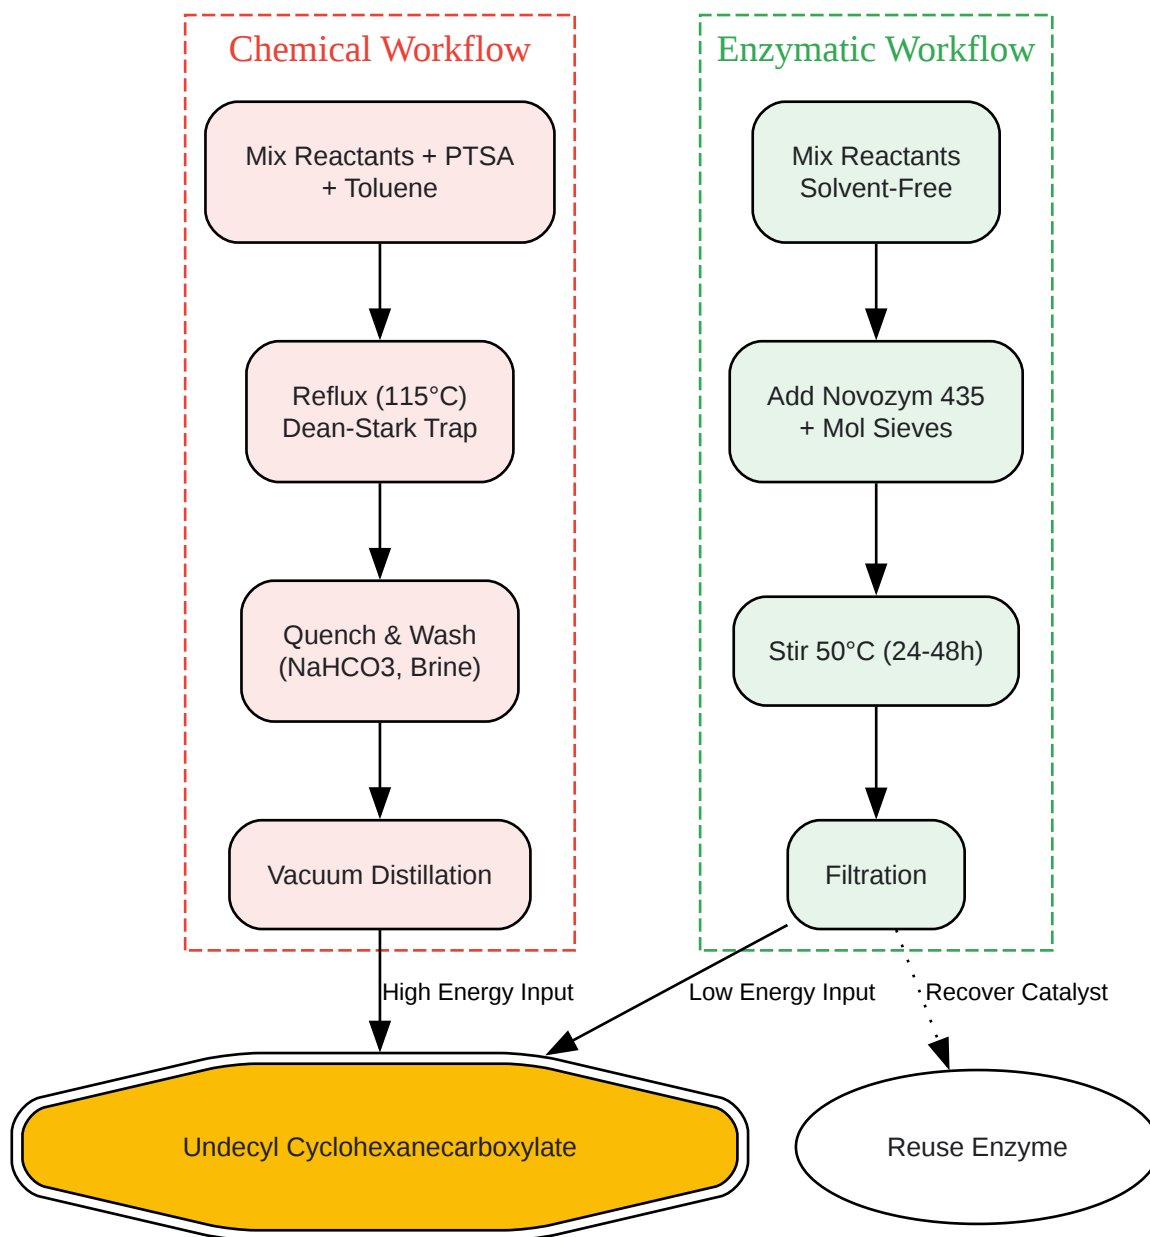 Chemical Workflow
Mix Reactants + PTSA
+ Toluene
Reflux (115°C)
Dean-Stark Trap
Quench & Wash
(NaHCO3, Brine)
Vacuum Distillation
Enzymatic Workflow
Mix Reactants
Solvent-Free
Add Novozym 435
+ Mol Sieves
Stir 50°C (24-48h)
Filtration
High Energy Input
Low Energy Input
Recover Catalyst
Undecyl Cyclohexanecarboxylate
Reuse Enzyme